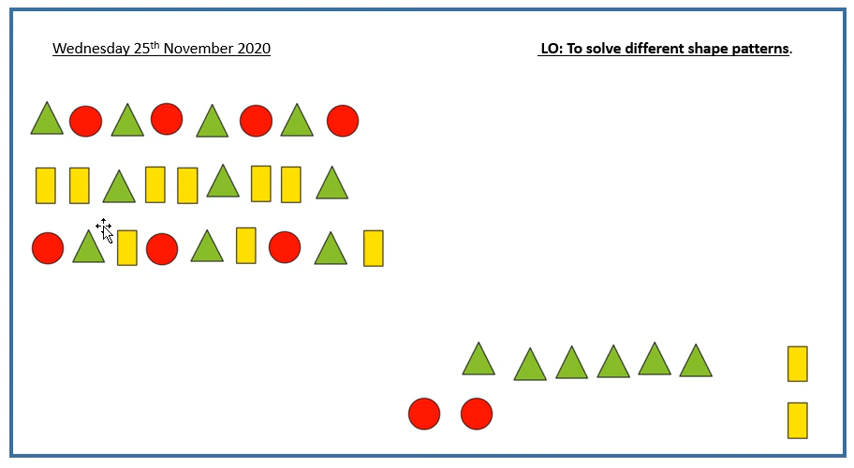 Wednesday 25th November 2020
LO: To solve different shape patterns.